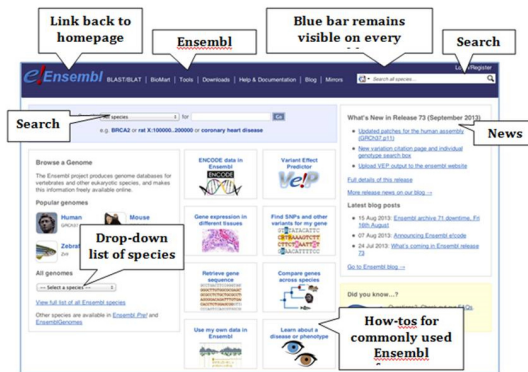 Link back to
homepage
Ensembl
Blue bar remains
visible on every
Search
e!Ensembl BLAST/BLAT | BioMart | Tools | Downloads | Help & Documentation | Blog | Mirrors
Login/Register
Search all species...
Search
All species
for
Go
e.g. BRCA2 or rat X:100000..200000 or coronary heart disease
News
What's New in Release 73 (September 2013)
Updated patches for the human assembly
(GRCh37.p11)
New variation citation page and individual
genotype search box
Upload VEP output to the ensembl website
Full details of this release
More release news on our blog →
Latest blog posts
15 Aug 2013: Ensembl archive 71 downtime, Fri
16th August
07 Aug 2013: Announcing Ensembl e!code
24 Jul 2013: What's coming in Ensembl release
73
Go to Ensembl blog →
Did you know...?
Browse a Genome
The Ensembl project produces genome databases for
vertebrates and other eukaryotic species, and makes
this information freely available online.
Popular genomes
Human
GRCh37
Mouse
Zebra
Zv9
Drop-down
list of species
All genomes
-- Select a species --
View full list of all Ensembl species
Other species are available in Ensembl Pre! and
EnsemblGenomes
ENCODE data in
Ensembl
ENCODE
Variant Effect
Predictor
Ve!P
Gene expression in
different tissues
Find SNPs and other
variants for my gene
Retrieve gene
sequence
Compare genes
across species
Use my own data in
Ensembl
Learn about a
disease or phenotype
How-tos for
commonly used
Ensembl